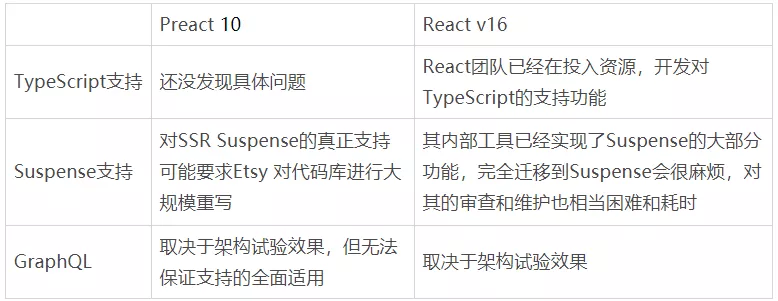 Preact 10
React v16
TypeScript支持
还没发现具体问题
React团队已经在投入资源，开发对
TypeScript的支持功能
Suspense支持
对SSR Suspense的真正支持
可能要求Etsy 对代码库进行大
规模重写
其内部工具已经实现了Suspense的大部分
功能，完全迁移到Suspense会很麻烦，对
其的审查和维护也相当困难和耗时
GraphQL
取决于架构试验效果，但无法
保证支持的全面适用
取决于架构试验效果